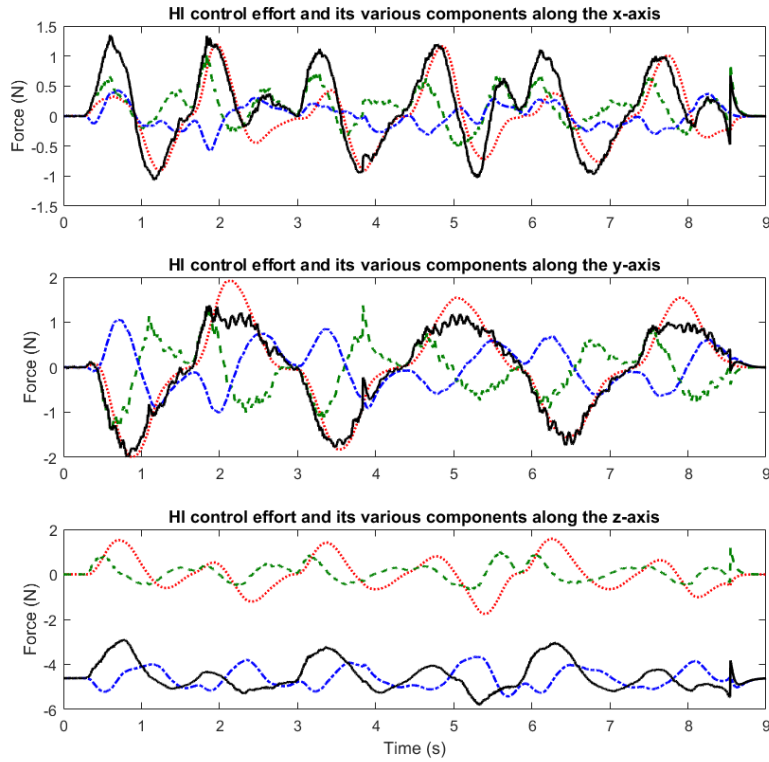 HI control effort and its various components along the x-axis
1.5
1
0.5
0
-0.5
-1
-1.5
Force (N)
0 1 2 3 4 5 6 7 8 9
HI control effort and its various components along the y-axis
2
1
0
-1
-2
Force (N)
0 1 2 3 4 5 6 7 8 9
HI control effort and its various components along the z-axis
2
0
-2
-4
-6
Force (N)
0 1 2 3 4 5 6 7 8 9
Time (s)